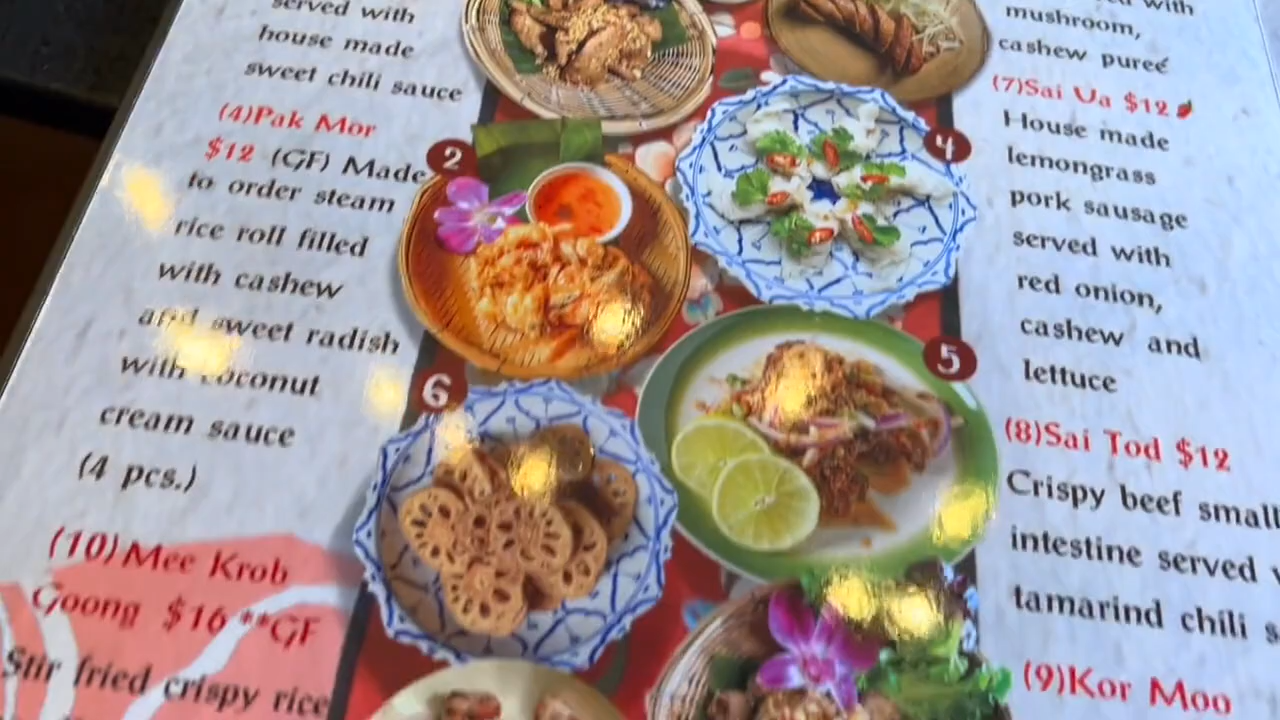 served with
house made
sweet chili sauce
(4)Pak Mor
$12 (GF) Made
to order steam
rice roll filled
with cashew
and sweet radish
with coconut
cream sauce
(4 pcs.)
(10)Mee Krob
Goong $16 **GF
Stir fried crispy rice
2
4
6
5
with
mushroom,
cashew pureé
(7)Sai Ua $12
House made
lemongrass
pork sausage
served with
red onion,
cashew and
lettuce
(8)Sai Tod $12
Crispy beef small
intestine served
tamarind chili
(9)Kor Moo